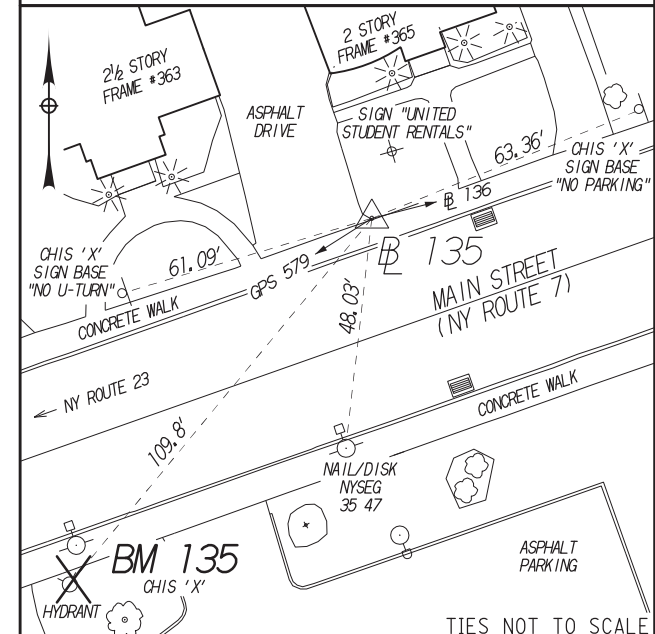 2 STORY
FRAME #365
2½ STORY
FRAME #363
ASPHALT
DRIVE
SIGN "UNITED
STUDENT RENTALS"
63.36'
CHIS 'X'
SIGN BASE
"NO PARKING"
BL 136
CHIS 'X'
SIGN BASE
"NO U-TURN"
61.09'
GPS 579
BL 135
CONCRETE WALK
48.03'
MAIN STREET
(NY ROUTE 7)
NY ROUTE 23
CONCRETE WALK
109.8'
NAIL/DISK
NYSEG
35 47
BM 135
CHIS 'X'
HYDRANT
ASPHALT
PARKING
TIES NOT TO SCALE